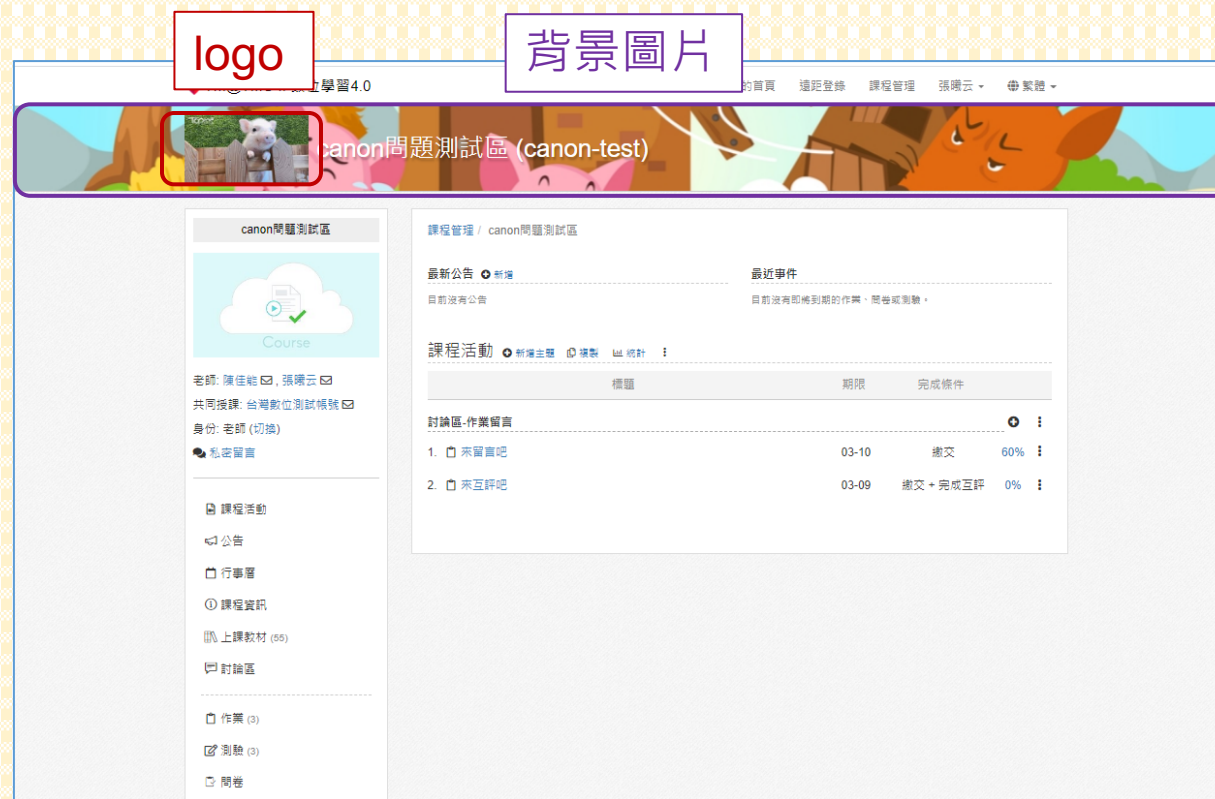 logo
背景圖片
位學習4.0
的首頁 遠距登錄 課程管理 張曦云 繁體
canon問題測試區 (canon-test)
canon問題測試區
課程管理 / canon問題測試區
最新公告 新增
最近事件
目前沒有公告
目前沒有即將到期的作業、問卷或測驗。
Course
課程活動 新增主題 複製 統計
標題 期限 完成條件
老師: 陳佳能 , 張曦云
共同授課: 台灣數位測試帳號
身份: 老師 (切換)
私密留言
討論區-作業留言
1. 來留言吧 03-10 繳交 60%
2. 來互評吧 03-09 繳交 + 完成互評 0%
課程活動
公告
行事曆
課程資訊
上課教材 (55)
討論區
作業 (3)
測驗 (3)
問卷